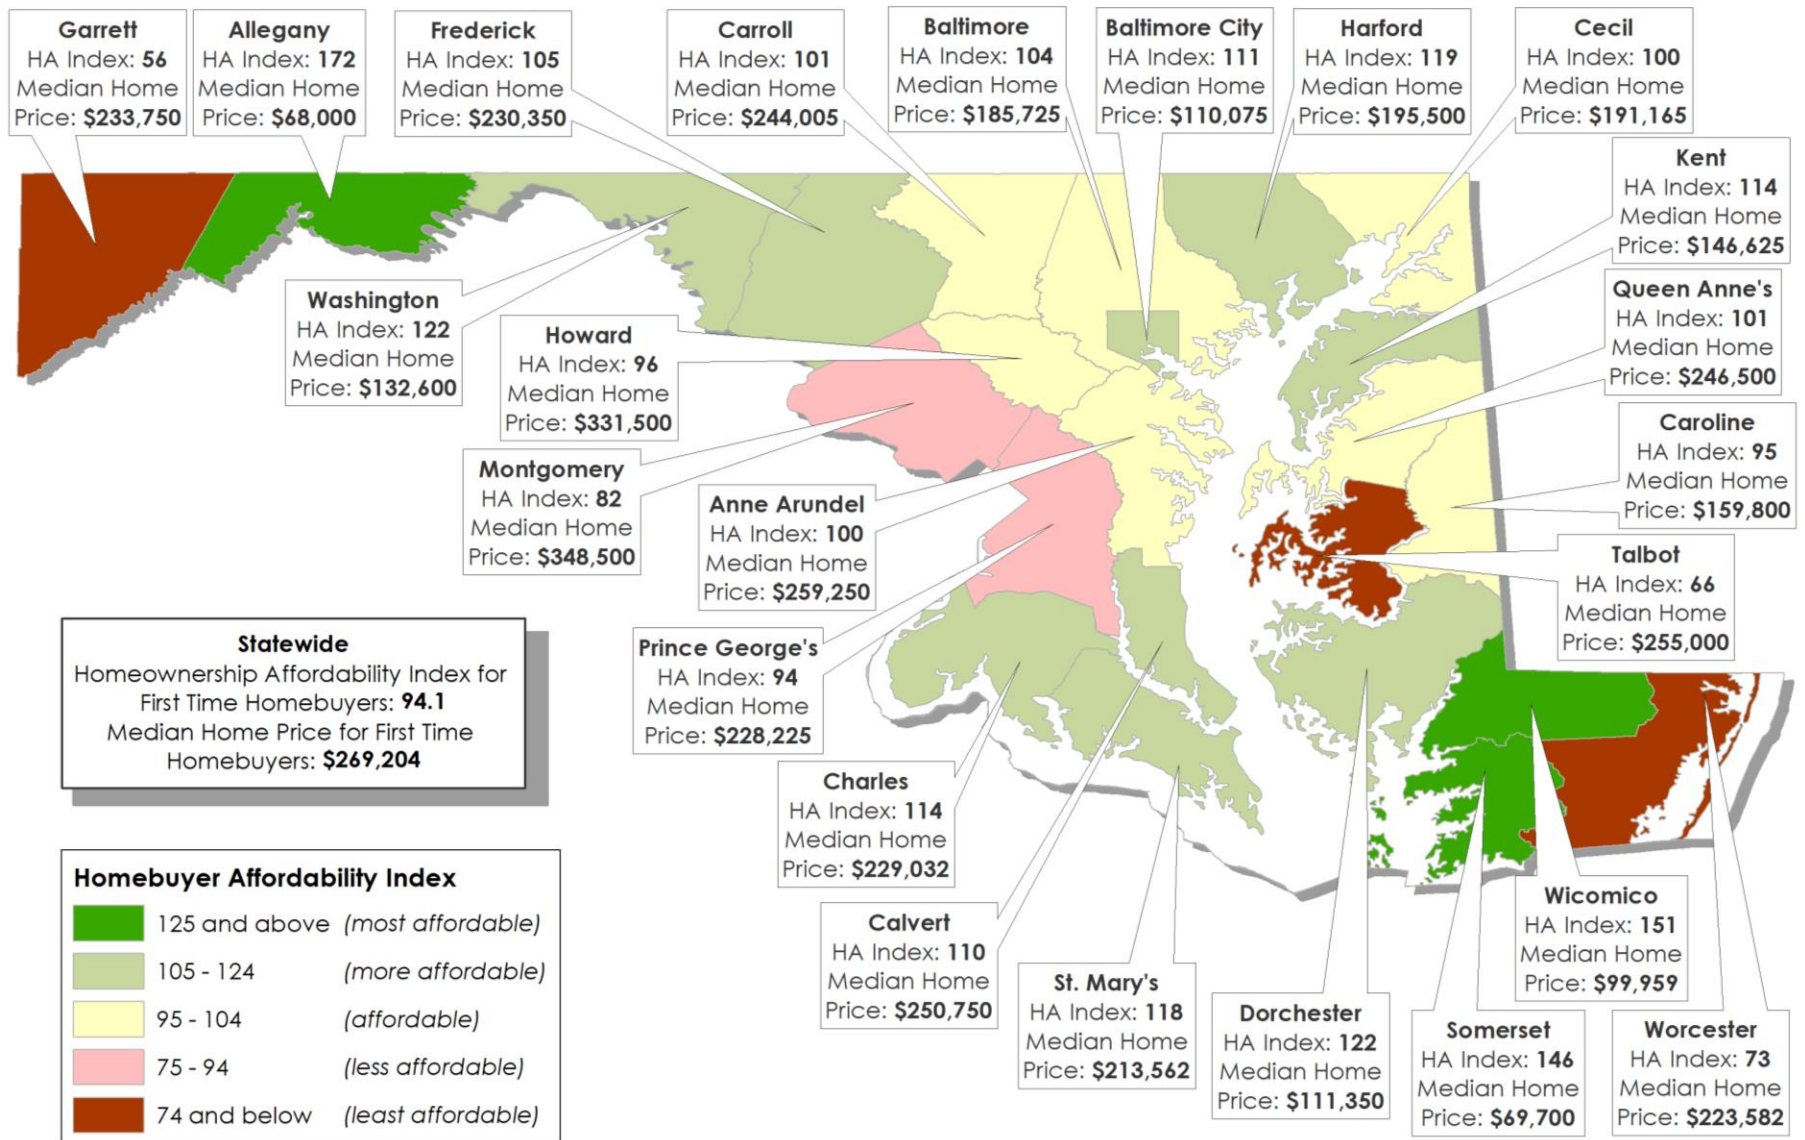 Garrett
HA Index: 56
Median Home
Price: $233,750
Allegany
HA Index: 172
Median Home
Price: $68,000
Frederick
HA Index: 105
Median Home
Price: $230,350
Carroll
HA Index: 101
Median Home
Price: $244,005
Baltimore
HA Index: 104
Median Home
Price: $185,725
Baltimore City
HA Index: 111
Median Home
Price: $110,075
Harford
HA Index: 119
Median Home
Price: $195,500
Cecil
HA Index: 100
Median Home
Price: $191,165
Kent
HA Index: 114
Median Home
Price: $146,625
Washington
HA Index: 122
Median Home
Price: $132,600
Queen Anne's
HA Index: 101
Median Home
Price: $246,500
Howard
HA Index: 96
Median Home
Price: $331,500
Caroline
HA Index: 95
Median Home
Price: $159,800
Montgomery
HA Index: 82
Median Home
Price: $348,500
Anne Arundel
HA Index: 100
Median Home
Price: $259,250
Talbot
HA Index: 66
Median Home
Price: $255,000
Prince George's
HA Index: 94
Median Home
Price: $228,225
Statewide
Homeownership Affordability Index for
First Time Homebuyers: 94.1
Median Home Price for First Time
Homebuyers: $269,204
Charles
HA Index: 114
Median Home
Price: $229,032
Calvert
HA Index: 110
Median Home
Price: $250,750
St. Mary's
HA Index: 118
Median Home
Price: $213,562
Dorchester
HA Index: 122
Median Home
Price: $111,350
Wicomico
HA Index: 151
Median Home
Price: $99,959
Somerset
HA Index: 146
Median Home
Price: $69,700
Worcester
HA Index: 73
Median Home
Price: $223,582
Homebuyer Affordability Index
125 and above (most affordable)
105 - 124 (more affordable)
95 - 104 (affordable)
75 - 94 (less affordable)
74 and below (least affordable)